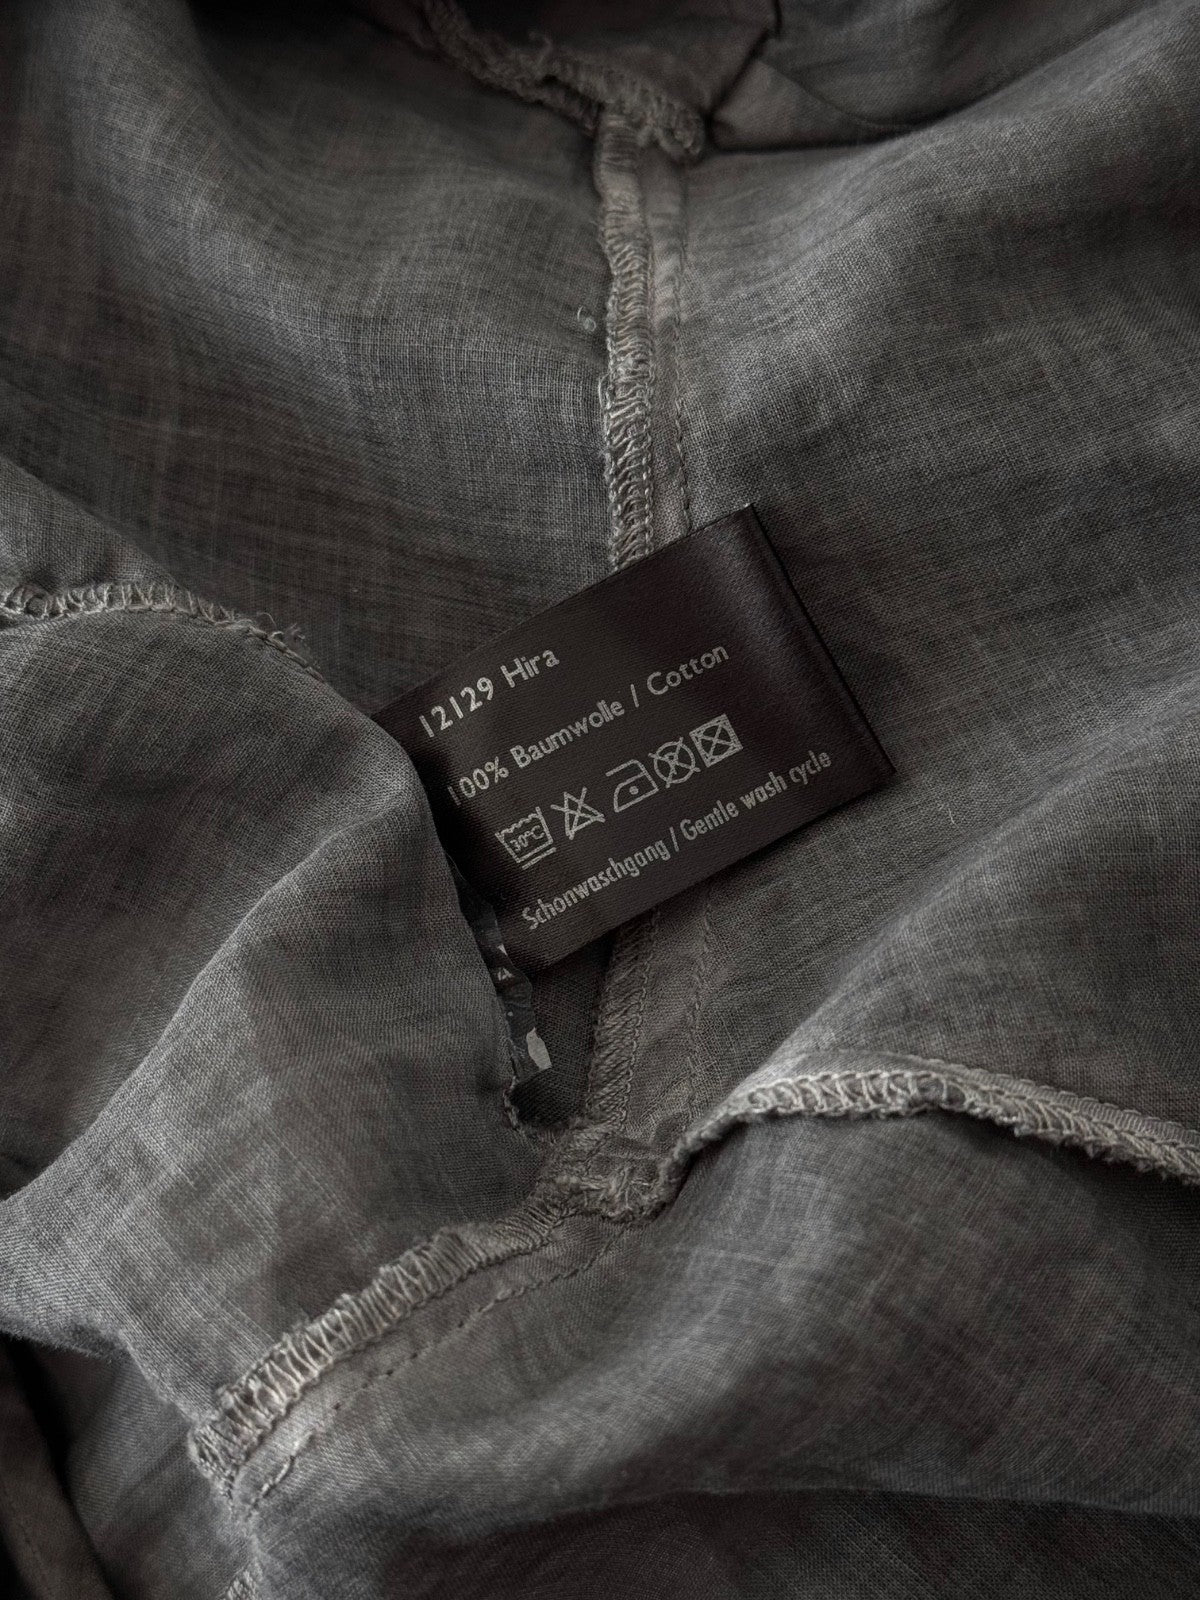 12129 Hira
100% Baumwolle / Cotton
30°C
Schonwaschgang / Gentle wash cycle